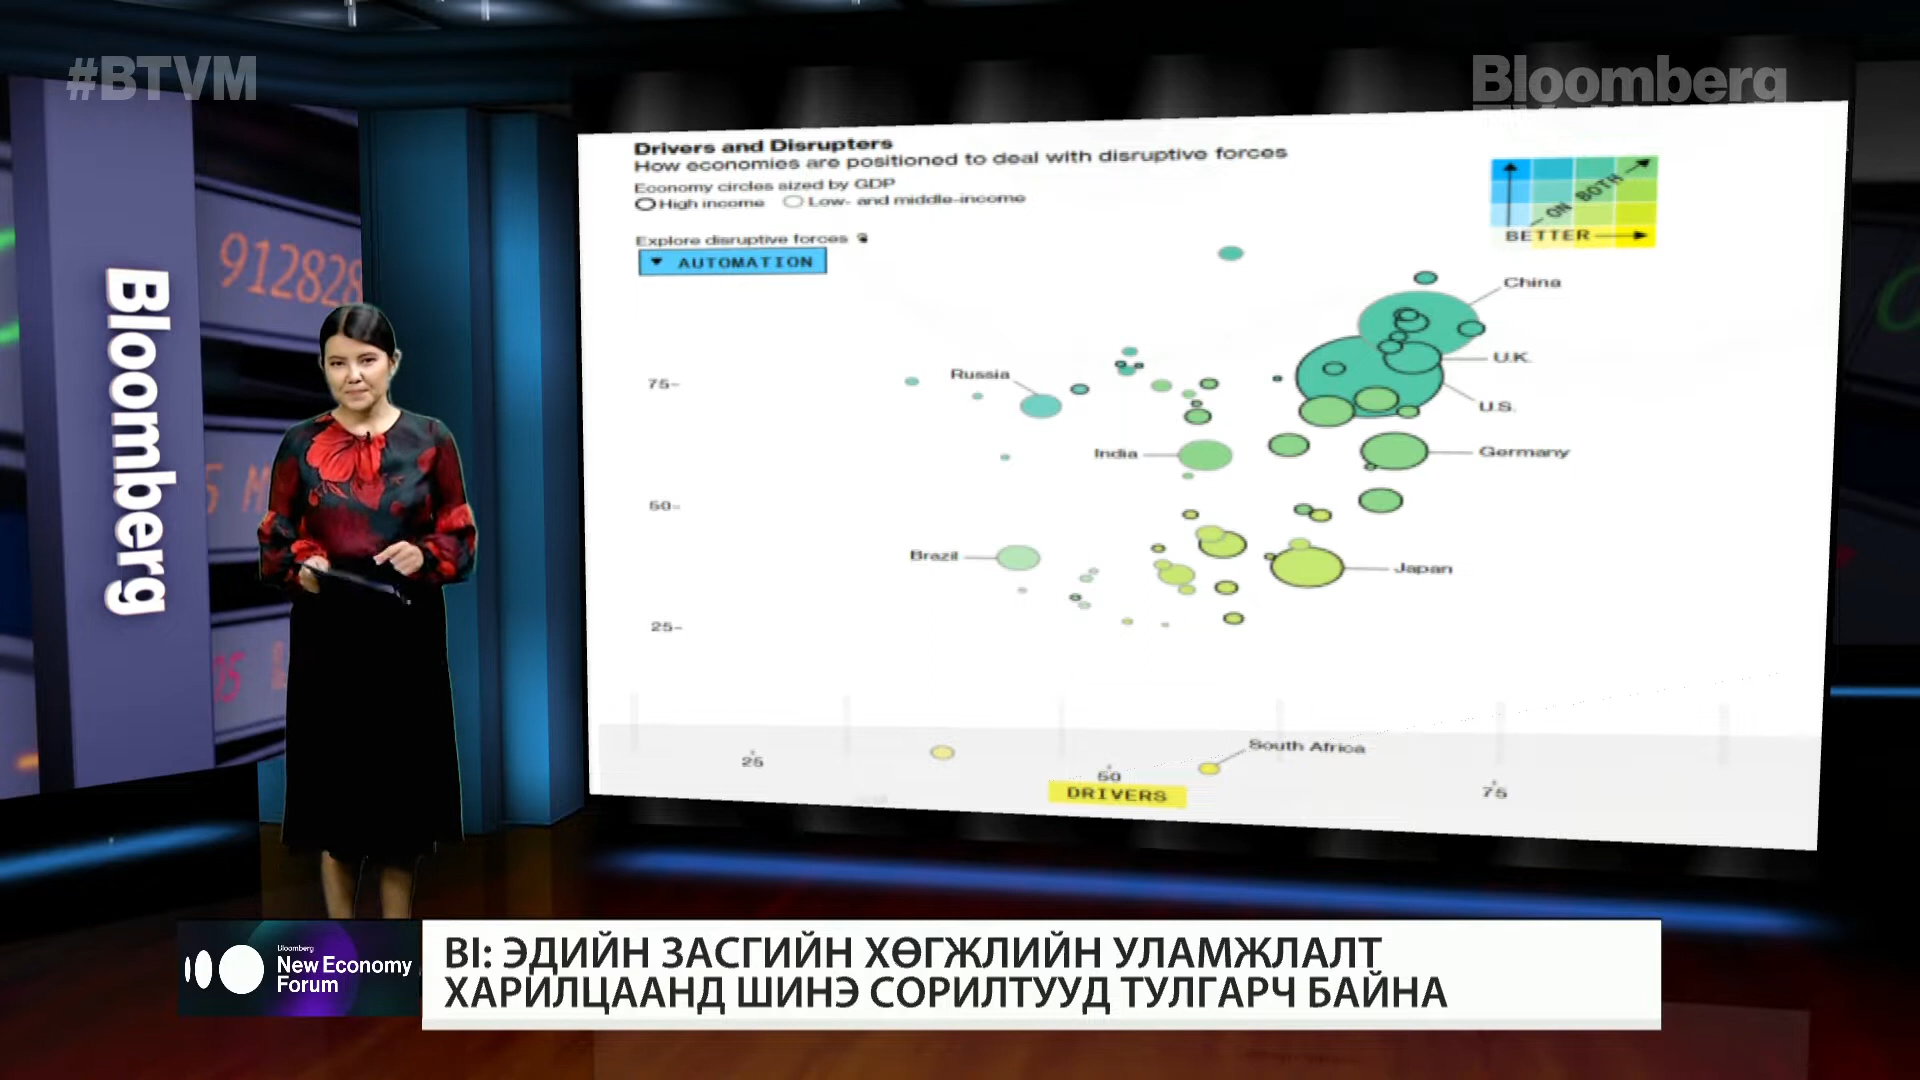 #BTVM
Bloomberg
Bloomberg
912828
Drivers and Disrupters
How economies are positioned to deal with disruptive forces
Economy circles sized by GDP
High income Low- and middle-income
Explore disruptive forces
AUTOMATION
ON BOTH
BETTER
China
U.K.
U.S.
Germany
Japan
Russia
India
Brazil
South Africa
75
50
25
25
50
75
DRIVERS
Bloomberg
New Economy
Forum
BI: ЭДИЙН ЗАСГИЙН ХӨГЖЛИЙН УЛАМЖЛАЛТ
ХАРИЛЦААНД ШИНЭ СОРИЛТУУД ТУЛГАРЧ БАЙНА